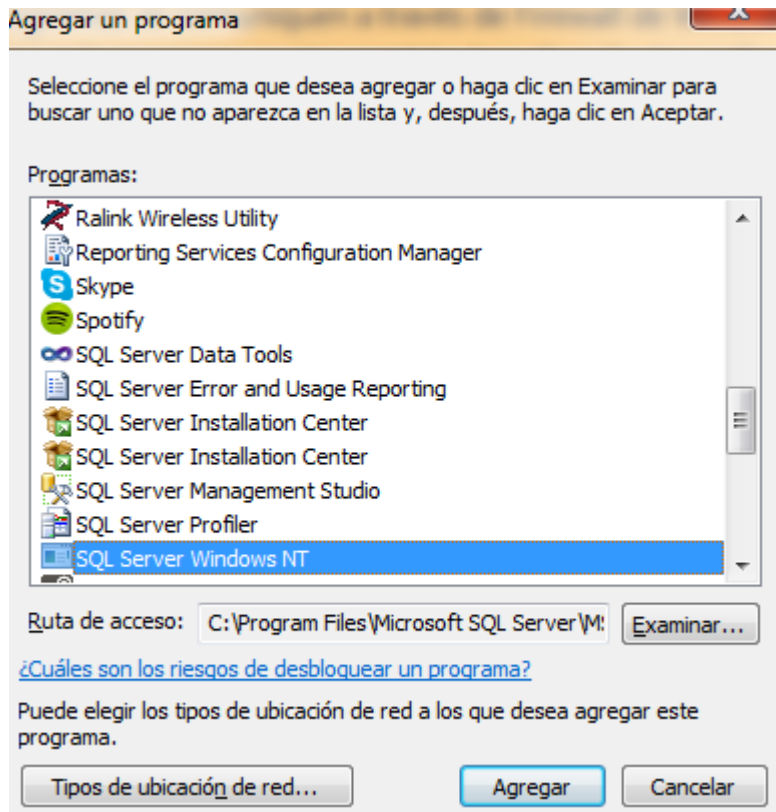 Agregar un programa
Seleccione el programa que desea agregar o haga clic en Examinar para
buscar uno que no aparezca en la lista y, después, haga clic en Aceptar.
Programas:
Ralink Wireless Utility
Reporting Services Configuration Manager
Skype
Spotify
SQL Server Data Tools
SQL Server Error and Usage Reporting
SQL Server Installation Center
SQL Server Installation Center
SQL Server Management Studio
SQL Server Profiler
SQL Server Windows NT
Ruta de acceso: C:\Program Files\Microsoft SQL Server\MS Examinar...
¿Cuáles son los riesgos de desbloquear un programa?
Puede elegir los tipos de ubicación de red a los que desea agregar este
programa.
Tipos de ubicación de red... Agregar Cancelar